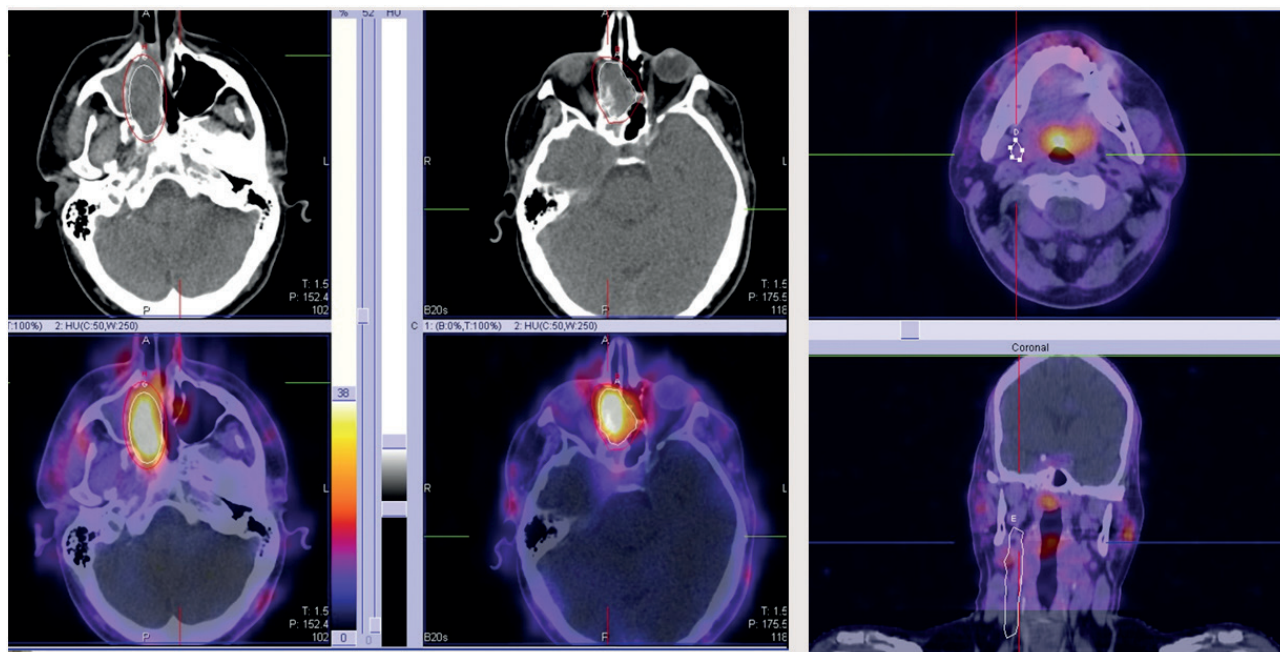 A
% 52 HU
A
R
L
L
T: 1.5
P: 152.4
102
P
B20s
T: 1.5
P: 175.5
118
T:100%) 2: HU(C:50,W:250)
C 1: (B:0%,T:100%) 2: HU(C:50,W:250)
Coronal
A
38
A
R
L
L
T: 1.5
P: 152.4
102
P
0
0
B20s
T: 1.5
P: 175.5
118
D
E